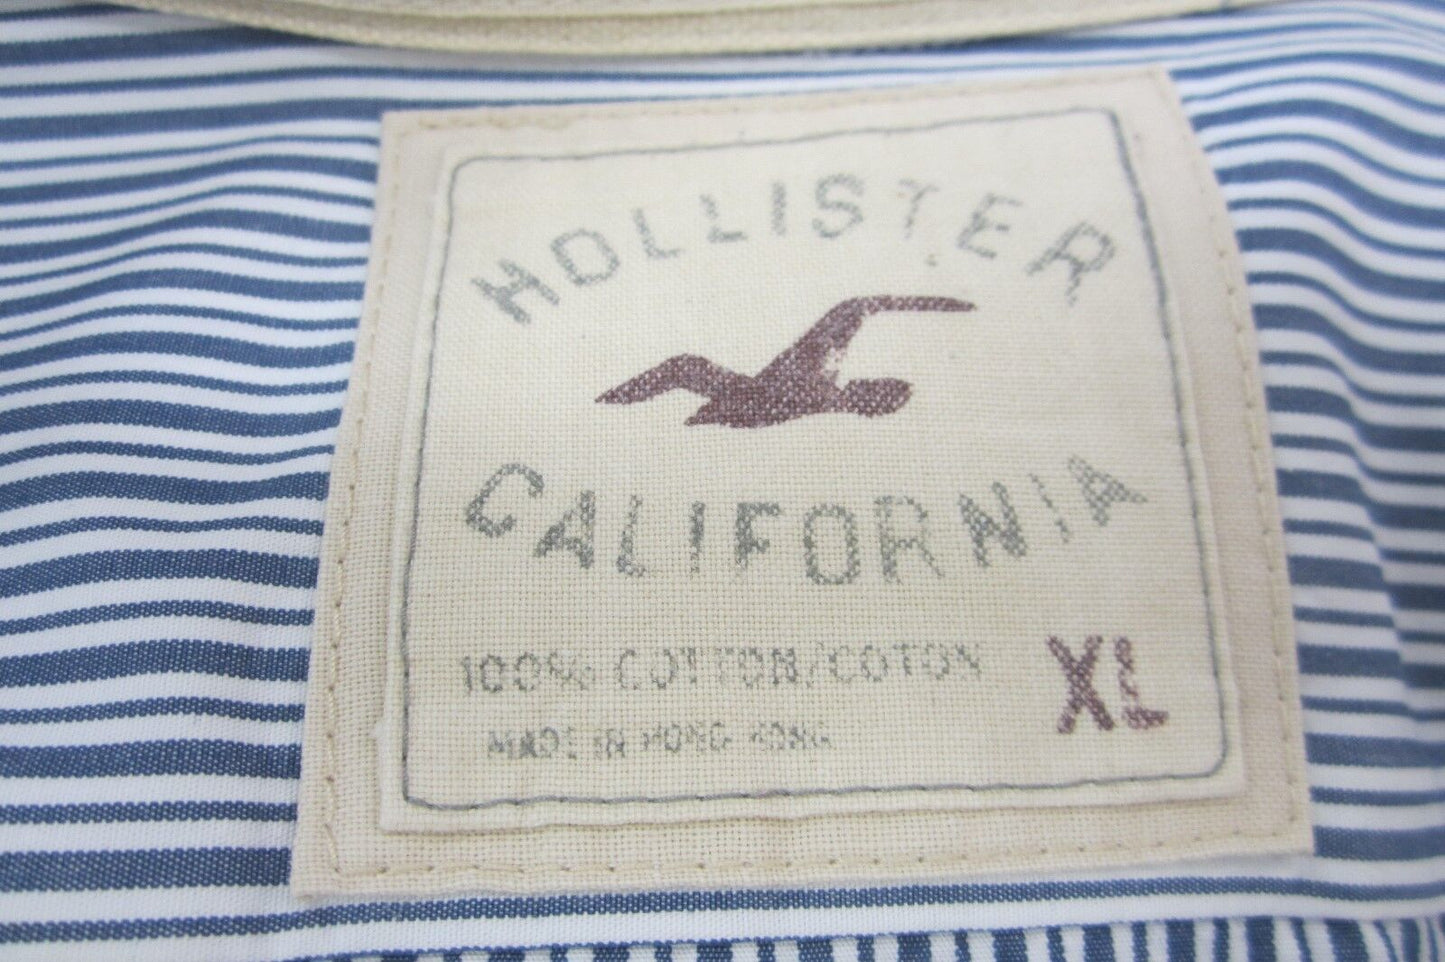 HOLLISTER
CALIFORNIA
100% COTTON/COTON
XL
MADE IN HONG KONG